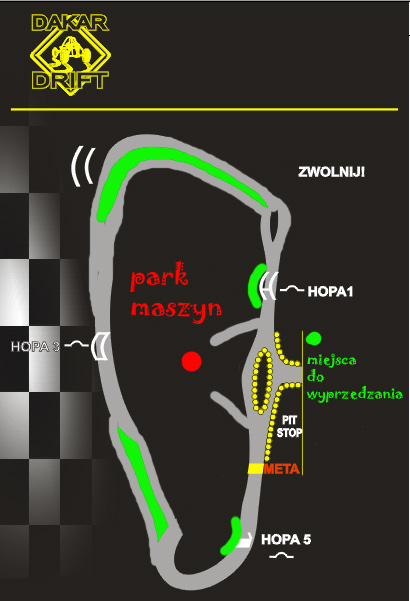 DAKAR
DRIFT
ZWOLNIJ!
park
maszyn
HOPA1
HOPA 3
miejsca
do
wyprzedzania
PIT
STOP
META
HOPA 5